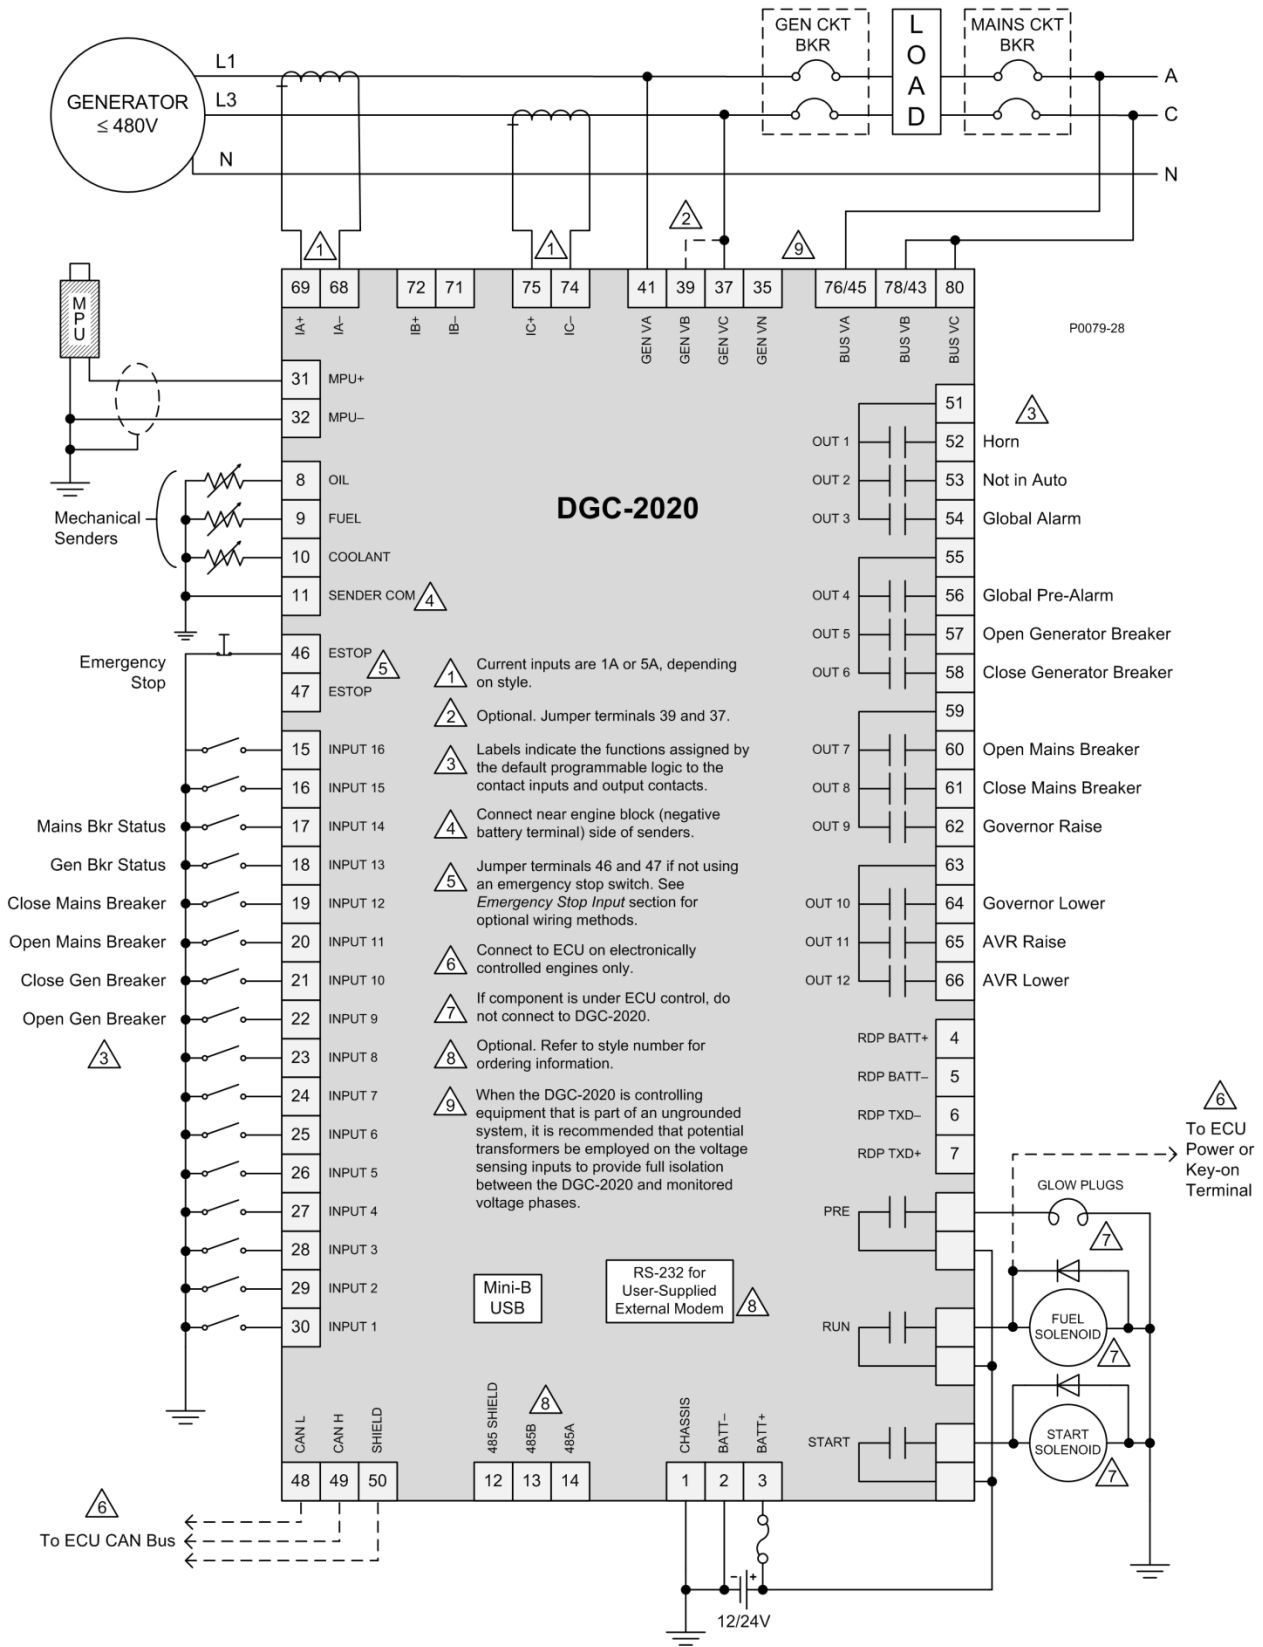 GEN CKT
BKR
L
O
A
D
MAINS CKT
BKR
GENERATOR
≤ 480V
L1
L3
N
A
C
N
2
1
1
9
69
68
72
71
75
74
41
39
37
35
76/45
78/43
80
IA+
IA–
IB+
IB–
IC+
IC–
GEN VA
GEN VB
GEN VC
GEN VN
BUS VA
BUS VB
BUS VC
P0079-28
M
P
U
31 MPU+
32 MPU–
Mechanical
Senders
8 OIL
9 FUEL
10 COOLANT
11 SENDER COM
4
Emergency
Stop
46 ESTOP
47 ESTOP
5
15 INPUT 16
16 INPUT 15
Mains Bkr Status 17 INPUT 14
Gen Bkr Status 18 INPUT 13
Close Mains Breaker 19 INPUT 12
Open Mains Breaker 20 INPUT 11
Close Gen Breaker 21 INPUT 10
Open Gen Breaker 22 INPUT 9
3
23 INPUT 8
24 INPUT 7
25 INPUT 6
26 INPUT 5
27 INPUT 4
28 INPUT 3
29 INPUT 2
30 INPUT 1
DGC-2020
1 Current inputs are 1A or 5A, depending
on style.
2 Optional. Jumper terminals 39 and 37.
3 Labels indicate the functions assigned by
the default programmable logic to the
contact inputs and output contacts.
4 Connect near engine block (negative
battery terminal) side of senders.
5 Jumper terminals 46 and 47 if not using
an emergency stop switch. See
Emergency Stop Input section for
optional wiring methods.
6 Connect to ECU on electronically
controlled engines only.
7 If component is under ECU control, do
not connect to DGC-2020.
8 Optional. Refer to style number for
ordering information.
9 When the DGC-2020 is controlling
equipment that is part of an ungrounded
system, it is recommended that potential
transformers be employed on the voltage
sensing inputs to provide full isolation
between the DGC-2020 and monitored
voltage phases.
51
3
OUT 1 52 Horn
OUT 2 53 Not in Auto
OUT 3 54 Global Alarm
55
OUT 4 56 Global Pre-Alarm
OUT 5 57 Open Generator Breaker
OUT 6 58 Close Generator Breaker
59
OUT 7 60 Open Mains Breaker
OUT 8 61 Close Mains Breaker
OUT 9 62 Governor Raise
63
OUT 10 64 Governor Lower
OUT 11 65 AVR Raise
OUT 12 66 AVR Lower
RDP BATT+ 4
RDP BATT– 5
RDP TXD– 6
RDP TXD+ 7
6
To ECU
Power or
Key-on
Terminal
PRE
GLOW PLUGS
7
RUN
FUEL
SOLENOID
7
START
START
SOLENOID
7
Mini-B
USB
RS-232 for
User-Supplied
External Modem
8
CAN L
CAN H
SHIELD
485 SHIELD
485B
485A
8
CHASSIS
BATT–
BATT+
48
49
50
12
13
14
1
2
3
6
To ECU CAN Bus
- +
12/24V